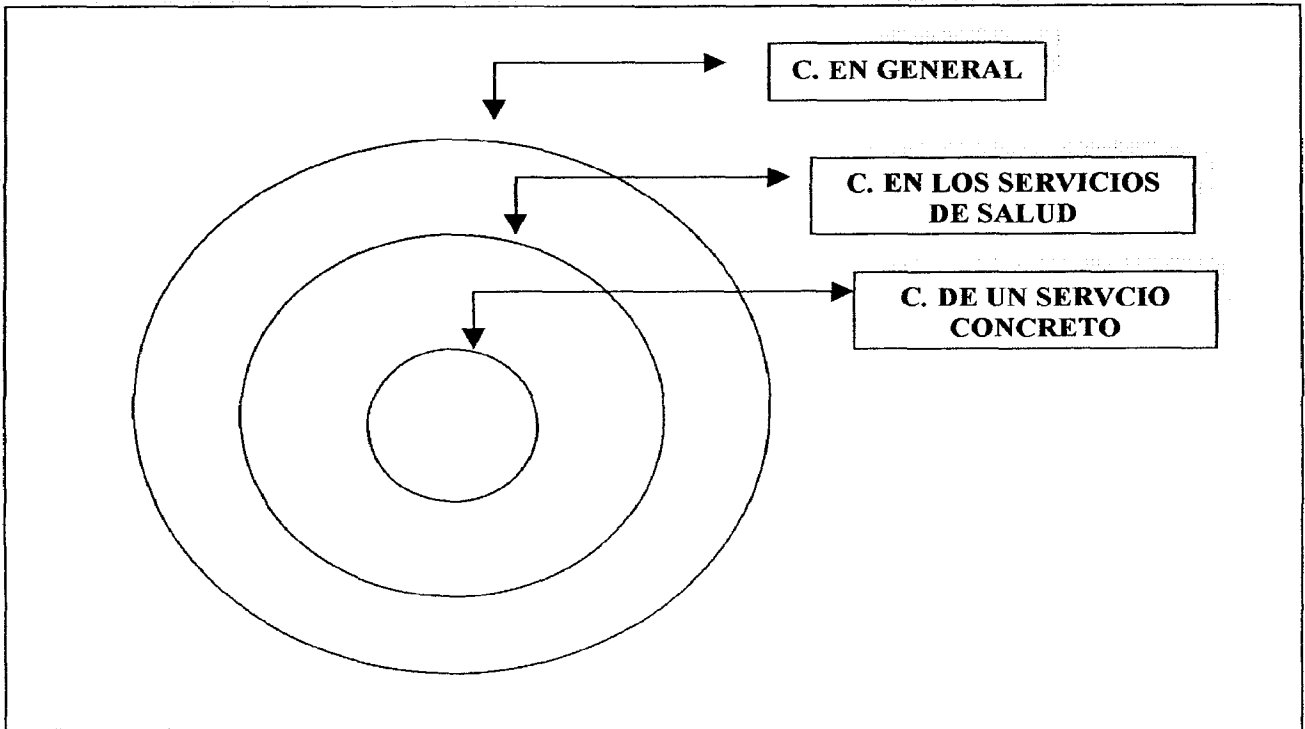 C. EN GENERAL
C. EN LOS SERVICIOS
DE SALUD
C. DE UN SERVCIO
CONCRETO